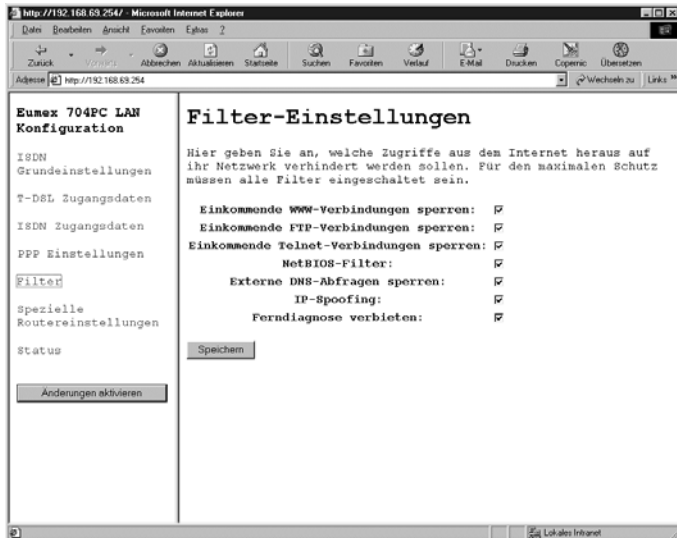 http://192.168.69.254/ - Microsoft Internet Explorer
Datei Bearbeiten Ansicht Favoriten Extras ?
Zurück Vorwärts Abbrechen Aktualisieren Startseite Suchen Favoriten Verlauf E-Mail Drucken Copernic Übersetzen
Adresse http://192.168.69.254 Wechseln zu Links »
Eumex 704PC LAN
Konfiguration
ISDN
Grundeinstellungen
T-DSL Zugangsdaten
ISDN Zugangsdaten
PPP Einstellungen
Filter
Spezielle
Routereinstellungen
Status
Änderungen aktivieren
Filter-Einstellungen
Hier geben Sie an, welche Zugriffe aus dem Internet heraus auf
ihr Netzwerk verhindert werden sollen. Für den maximalen Schutz
müssen alle Filter eingeschaltet sein.
Einkommende WWW-Verbindungen sperren:
Einkommende FTP-Verbindungen sperren:
Einkommende Telnet-Verbindungen sperren:
NetBIOS-Filter:
Externe DNS-Abfragen sperren:
IP-Spoofing:
Ferndiagnose verbieten:
Speichern
Lokales Intranet